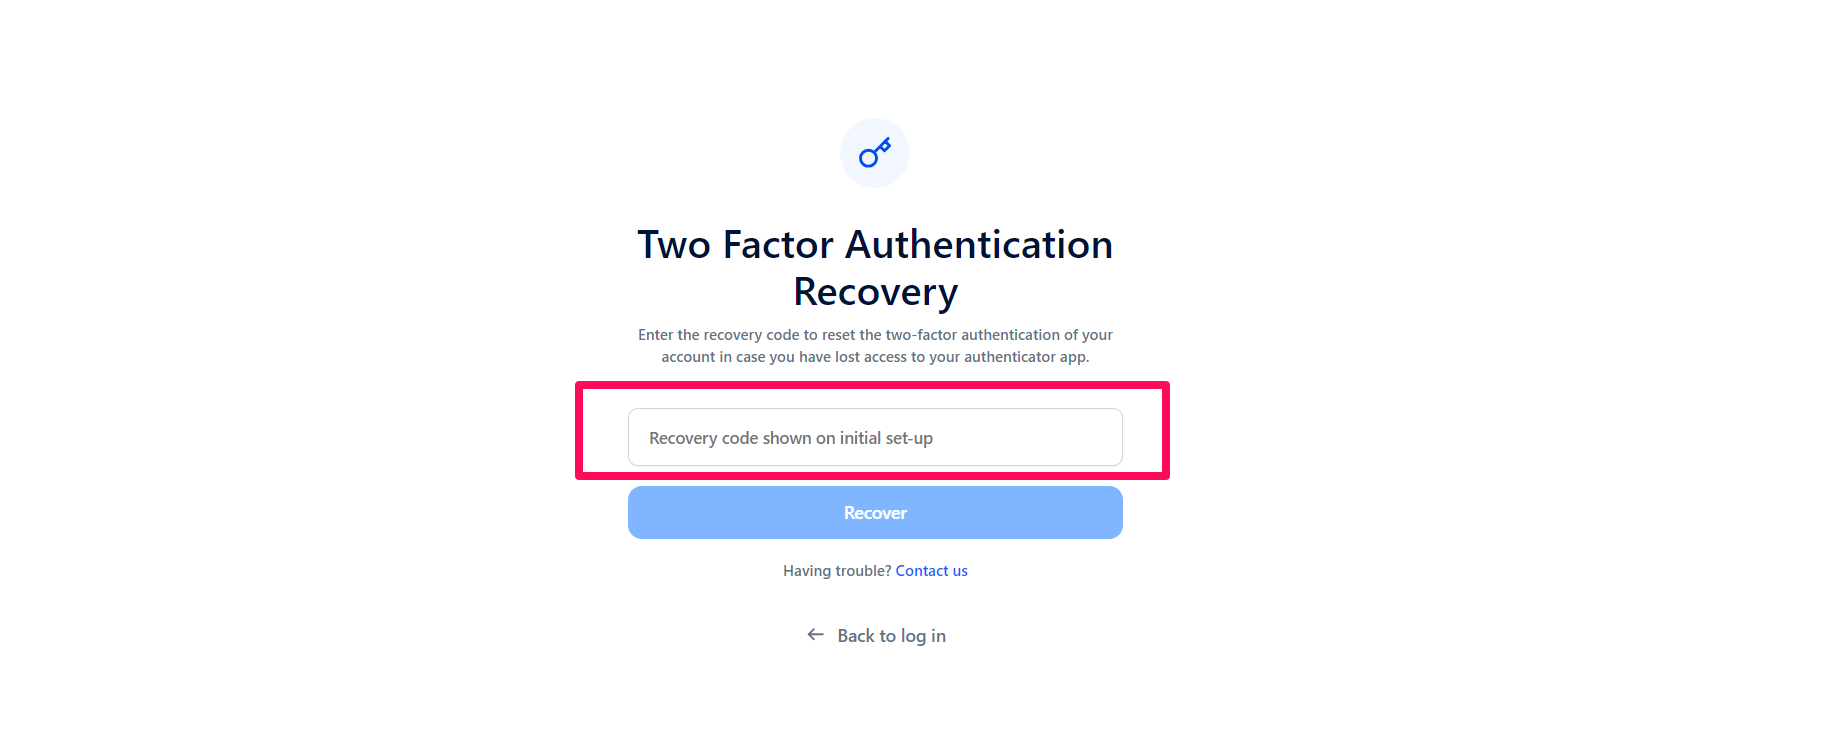 Two Factor Authentication
Recovery
Enter the recovery code to reset the two-factor authentication of your
account in case you have lost access to your authenticator app.
Recovery code shown on initial set-up
Recover
Having trouble? Contact us
Back to log in